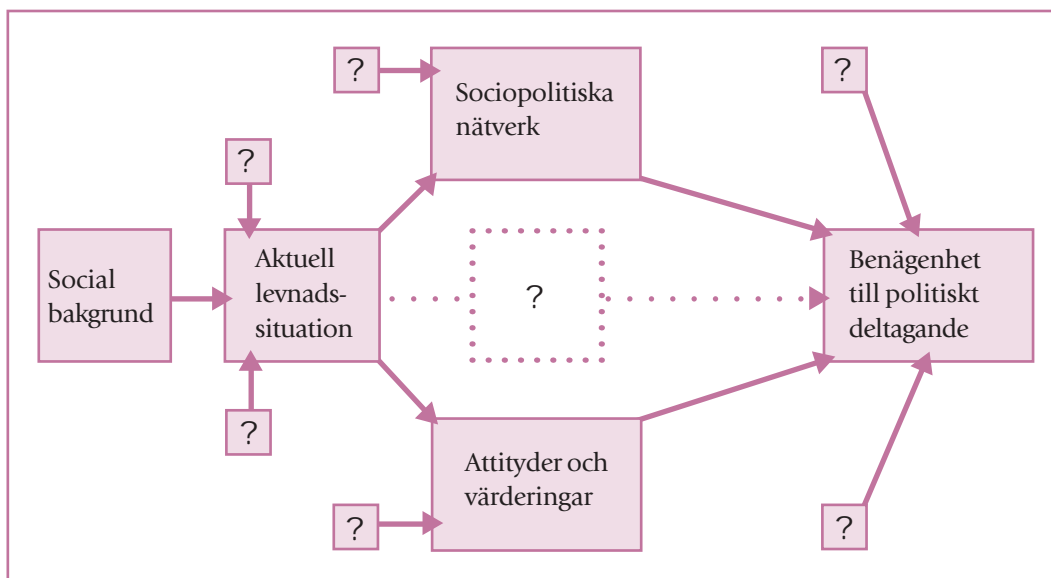 ?
Sociopolitiska
nätverk
?
?
Social
bakgrund
Aktuell
levnads-
situation
?
Benägenhet
till politiskt
deltagande
?
Attityder och
värderingar
?
?